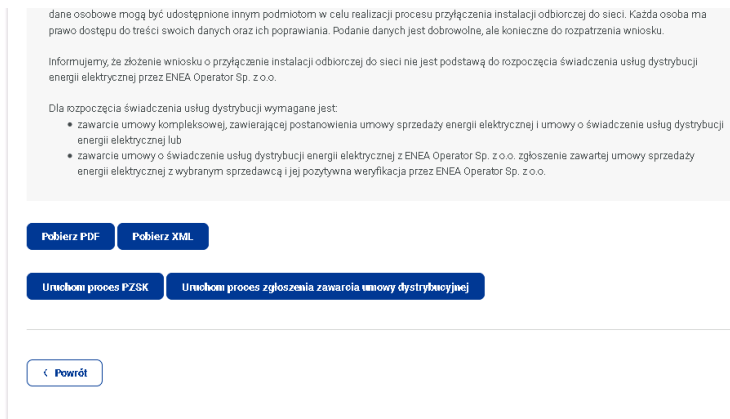 dane osobowe mogą być udostępnione innym podmiotom w celu realizacji procesu przyłączenia instalacji odbiorczej do sieci. Każda osoba ma
prawo dostępu do treści swoich danych oraz ich poprawiania. Podanie danych jest dobrowolne, ale konieczne do rozpatrzenia wniosku.
Informujemy, że złożenie wniosku o przyłączenie instalacji odbiorczej do sieci nie jest podstawą do rozpoczęcia świadczenia usług dystrybucji
energii elektrycznej przez ENEA Operator Sp. z o.o.
Dla rozpoczęcia świadczenia usług dystrybucji wymagane jest:
• zawarcie umowy kompleksowej, zawierającej postanowienia umowy sprzedaży energii elektrycznej i umowy o świadczenie usług dystrybucji
energii elektrycznej lub
• zawarcie umowy o świadczenie usług dystrybucji energii elektrycznej z ENEA Operator Sp. z o.o. zgłoszenie zawartej umowy sprzedaży
energii elektrycznej z wybranym sprzedawcą i jej pozytywna weryfikacja przez ENEA Operator Sp. z o.o.
Pobierz PDF Pobierz XML
Uruchom proces PZSK Uruchom proces zgłoszenia zawarcia umowy dystrybucyjnej
‹ Powrót